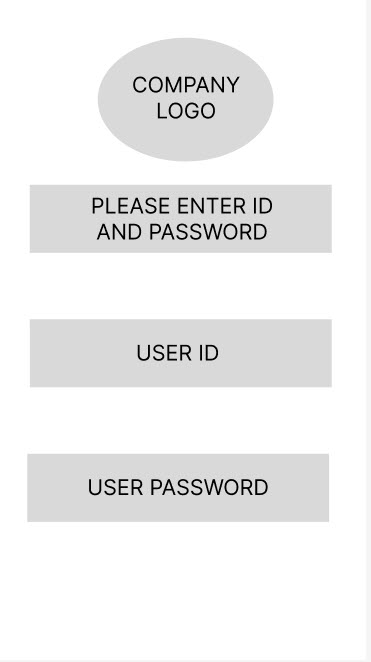 COMPANY
LOGO
PLEASE ENTER ID
AND PASSWORD
USER ID
USER PASSWORD